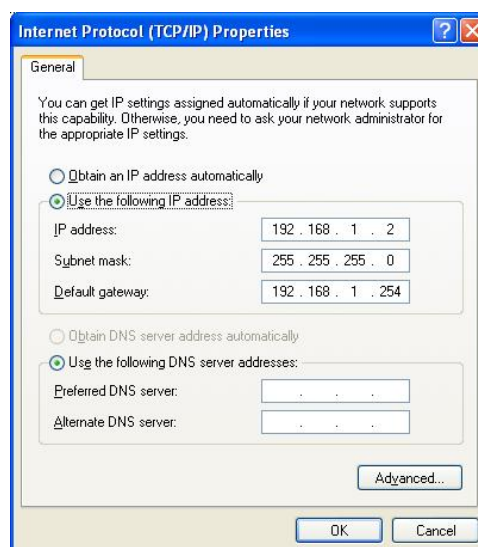 Internet Protocol (TCP/IP) Properties
General
You can get IP settings assigned automatically if your network supports
this capability. Otherwise, you need to ask your network administrator for
the appropriate IP settings.
Obtain an IP address automatically
Use the following IP address:
IP address: 192 . 168 . 1 . 2
Subnet mask: 255 . 255 . 255 . 0
Default gateway: 192 . 168 . 1 . 254
Obtain DNS server address automatically
Use the following DNS server addresses:
Preferred DNS server: . . .
Alternate DNS server: . . .
Advanced...
OK Cancel